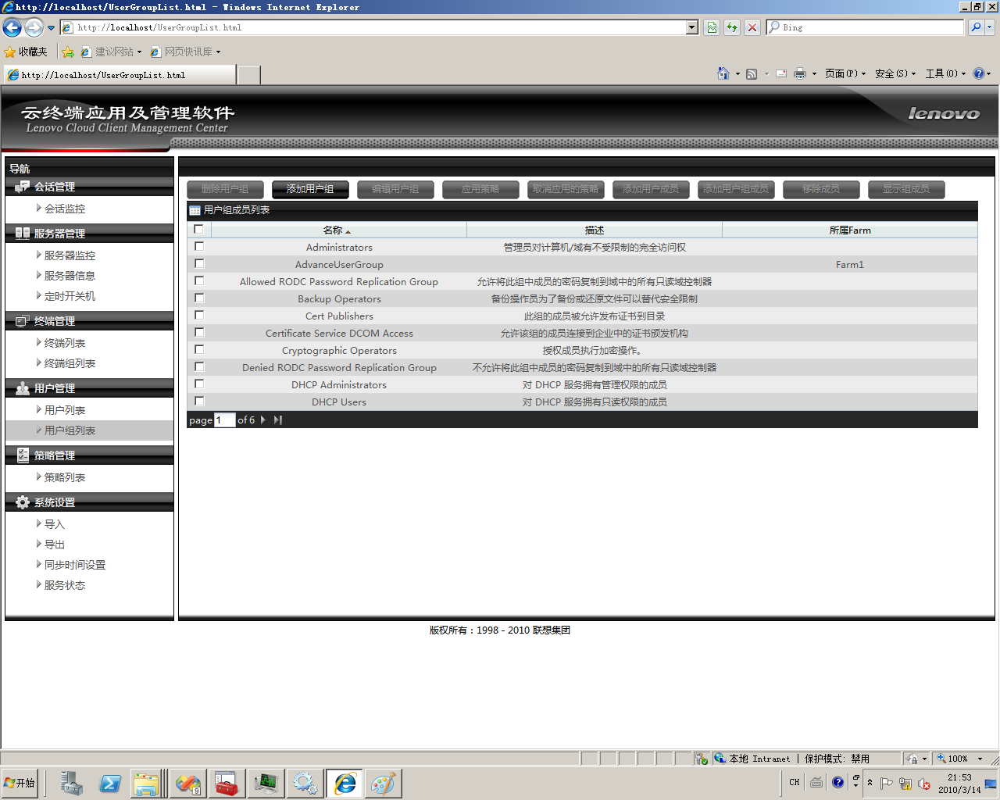 http://localhost/UserGroupList.html - Windows Internet Explorer
http://localhost/UserGroupList.html
Bing
收藏夹
建议网站
网页快讯库
http://localhost/UserGroupList.html
页面(P)
安全(S)
工具(O)
云终端应用及管理软件
Lenovo Cloud Client Management Center
lenovo
导航
会话管理
会话监控
服务器管理
服务器监控
服务器信息
定时开关机
终端管理
终端列表
终端组列表
用户管理
用户列表
用户组列表
策略管理
策略列表
系统设置
导入
导出
同步时间设置
服务状态
删除用户组 添加用户组 编辑用户组 应用策略 取消应用的策略 添加用户成员 添加用户组成员 移除成员 显示组成员
用户组成员列表
名称 描述 所属Farm
Administrators 管理员对计算机/域有不受限制的完全访问权
AdvanceUserGroup Farm1
Allowed RODC Password Replication Group 允许将此组中成员的密码复制到域中的所有只读域控制器
Backup Operators 备份操作员为了备份或还原文件可以替代安全限制
Cert Publishers 此组的成员被允许发布证书到目录
Certificate Service DCOM Access 允许该组的成员连接到企业中的证书颁发机构
Cryptographic Operators 授权成员执行加密操作。
Denied RODC Password Replication Group 不允许将此组中成员的密码复制到域中的所有只读域控制器
DHCP Administrators 对 DHCP 服务拥有管理权限的成员
DHCP Users 对 DHCP 服务拥有只读权限的成员
page 1 of 6
版权所有：1998 - 2010 联想集团
本地 Intranet | 保护模式: 禁用
100%
开始
9
CH
21:53
2010/3/14